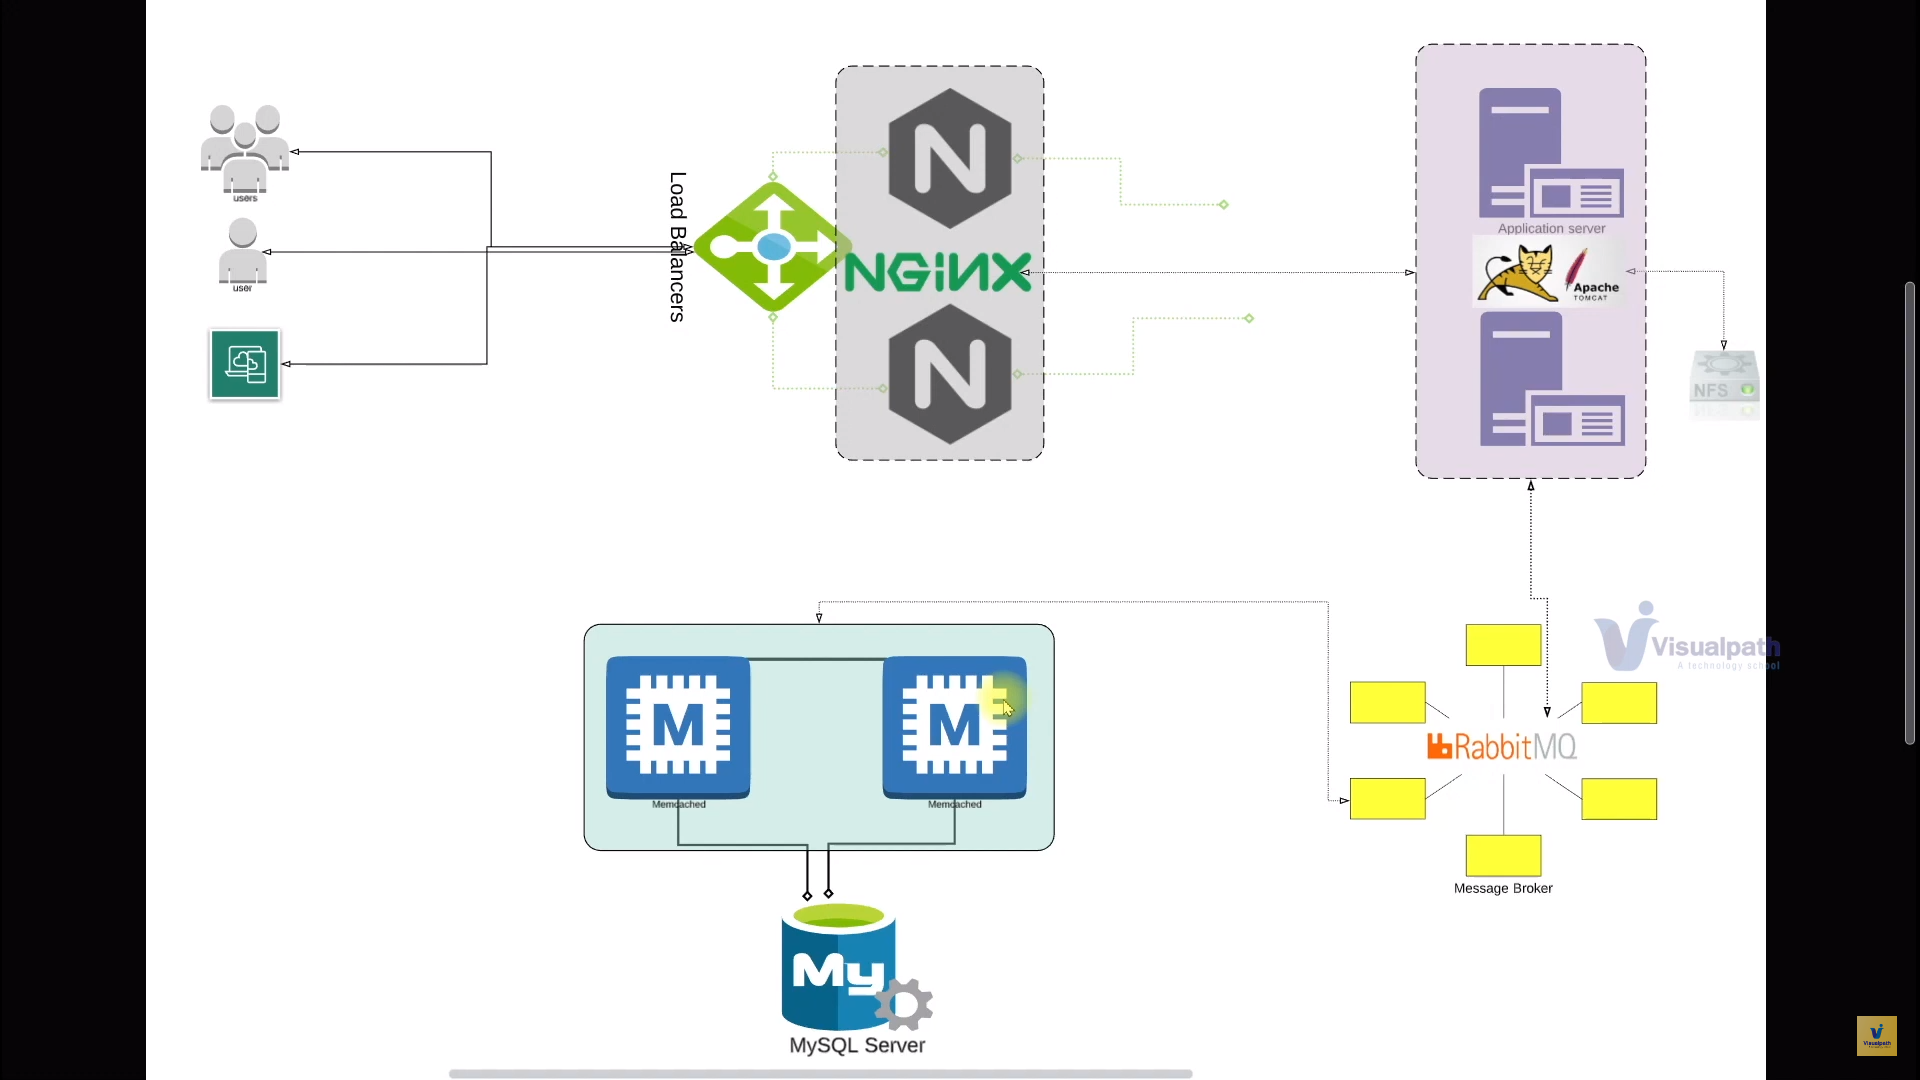 users
user
Load Balancers
N
NGiNX
N
Application server
Apache
TOMCAT
NFS
M
Memcached
M
Memcached
My
MySQL Server
RabbitMQ
Message Broker
Visualpath
A technology school
Visualpath